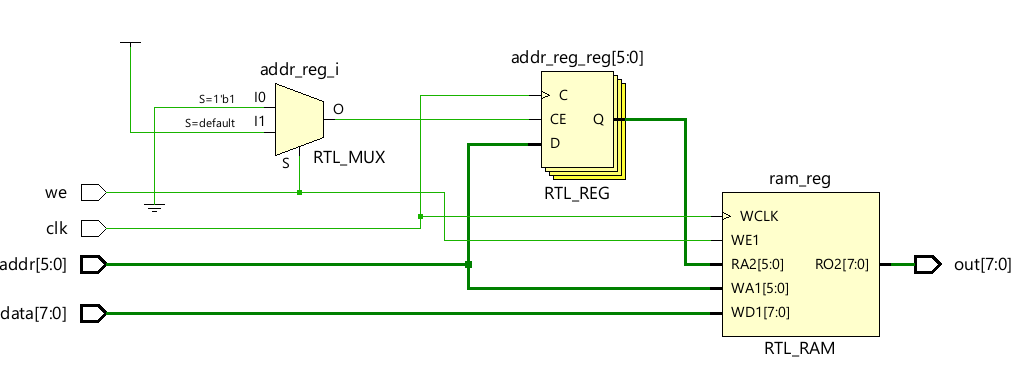 addr_reg_i
S=1'b1
I0
S=default
I1
O
S
RTL_MUX
addr_reg_reg[5:0]
C
CE
Q
D
RTL_REG
we
clk
addr[5:0]
data[7:0]
ram_reg
WCLK
WE1
RA2[5:0]
RO2[7:0]
WA1[5:0]
WD1[7:0]
RTL_RAM
out[7:0]